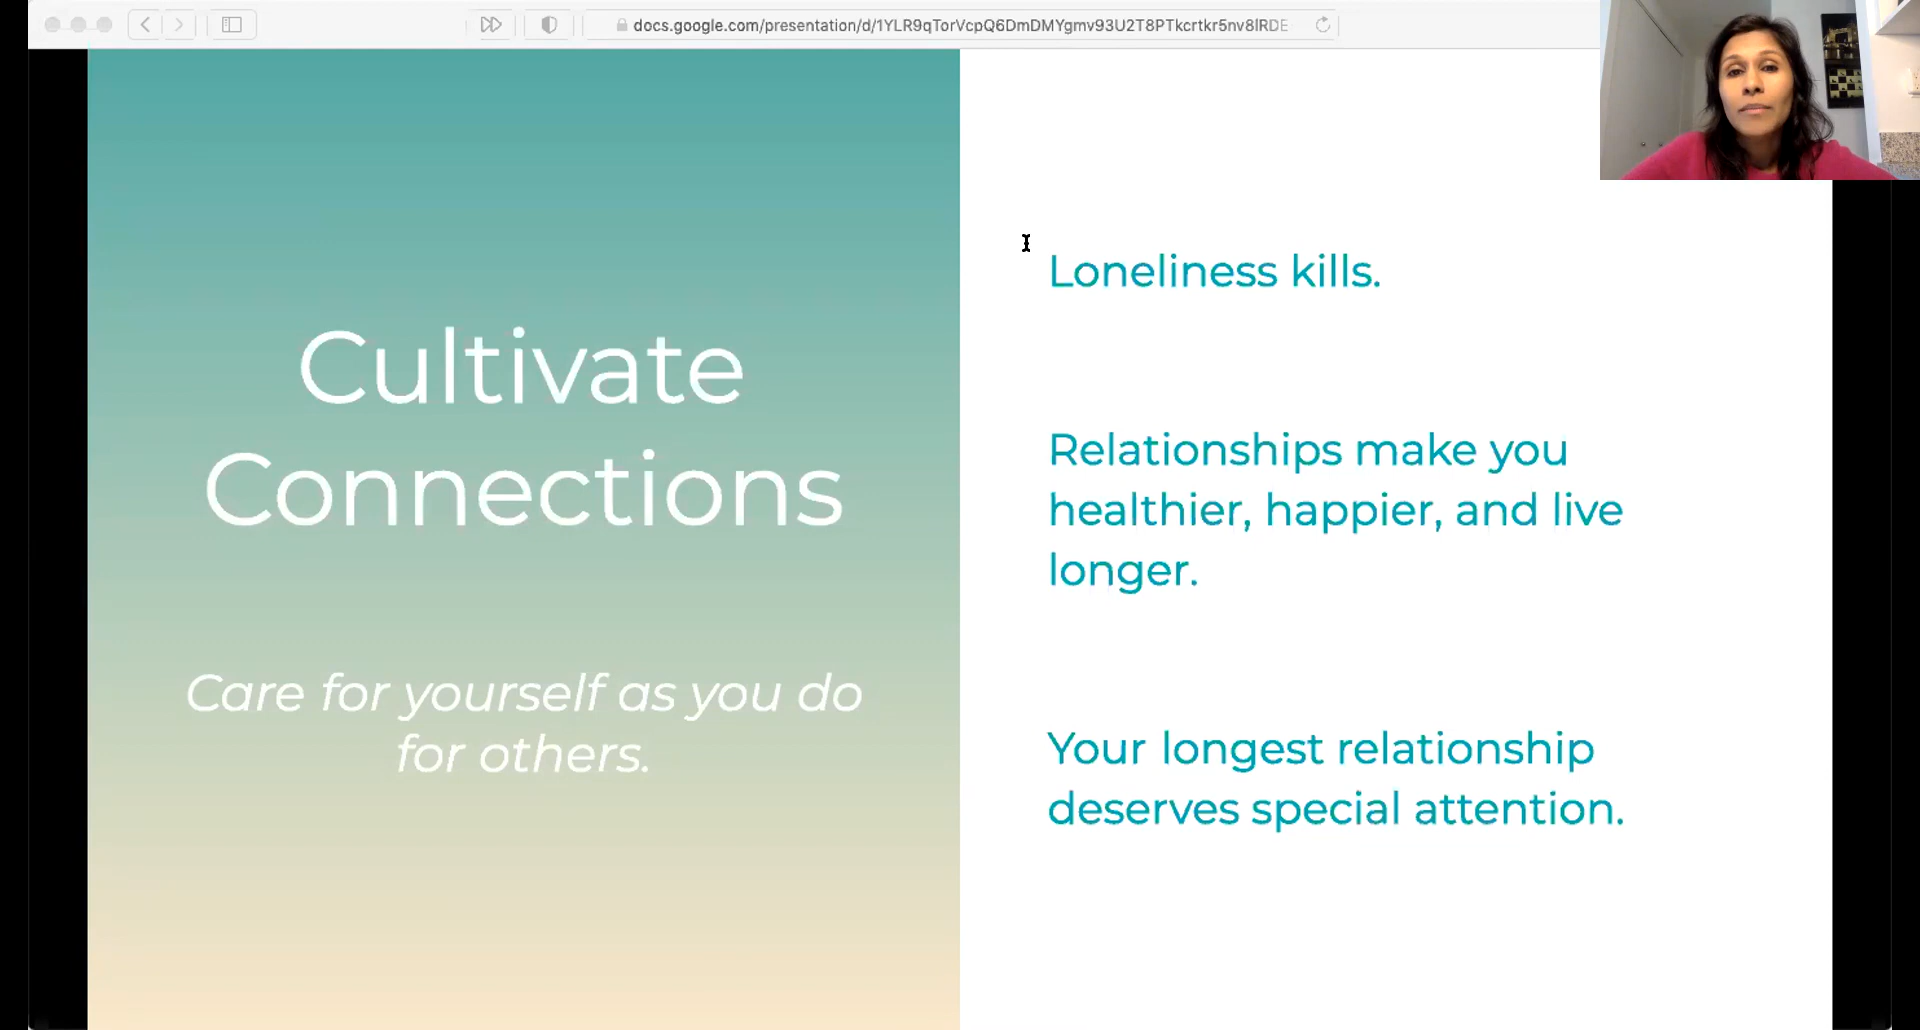 docs.google.com/presentation/d/1YLR9qTorVcpQ6DmDMYgmv93U2T8PTkcrtkr5nv8lRDE
Cultivate
Connections
Care for yourself as you do
for others.
Loneliness kills.
Relationships make you
healthier, happier, and live
longer.
Your longest relationship
deserves special attention.